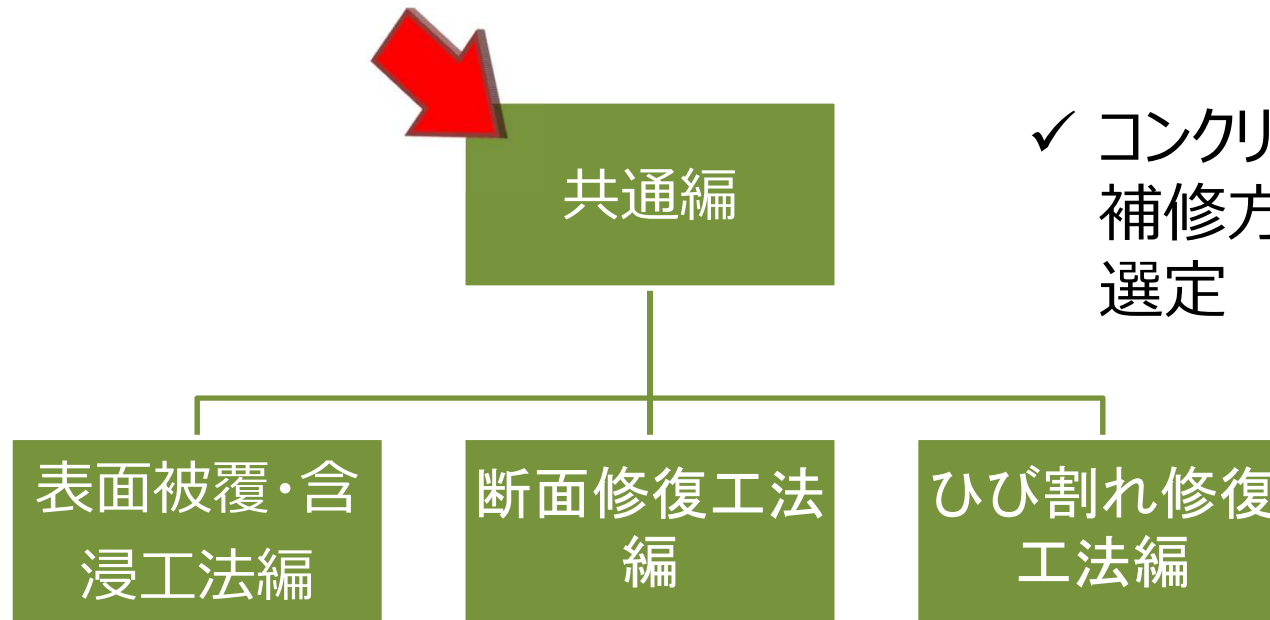 共通編
✓ コンクリ
補修方
選定
表面被覆・含
浸工法編
断面修復工法
編
ひび割れ修復
工法編